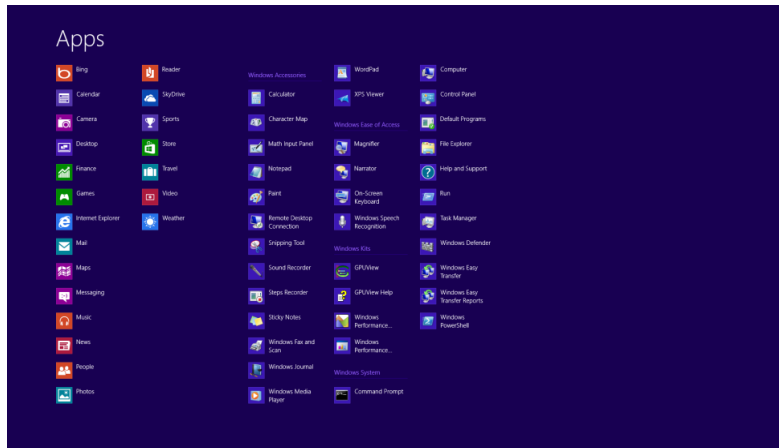 Apps
Bing
Calendar
Camera
Desktop
Finance
Games
Internet Explorer
Mail
Maps
Messaging
Music
News
People
Photos
Reader
SkyDrive
Sports
Store
Travel
Video
Weather
Windows Accessories
Calculator
Character Map
Math Input Panel
Notepad
Paint
Remote Desktop
Connection
Snipping Tool
Sound Recorder
Steps Recorder
Sticky Notes
Windows Fax and
Scan
Windows Journal
Windows Media
Player
WordPad
XPS Viewer
Windows Ease of Access
Magnifier
Narrator
On-Screen
Keyboard
Windows Speech
Recognition
Windows Kits
GPUView
GPUView Help
Windows
Performance...
Windows
Performance...
Windows System
Command Prompt
Computer
Control Panel
Default Programs
File Explorer
Help and Support
Run
Task Manager
Windows Defender
Windows Easy
Transfer
Windows Easy
Transfer Reports
Windows
PowerShell